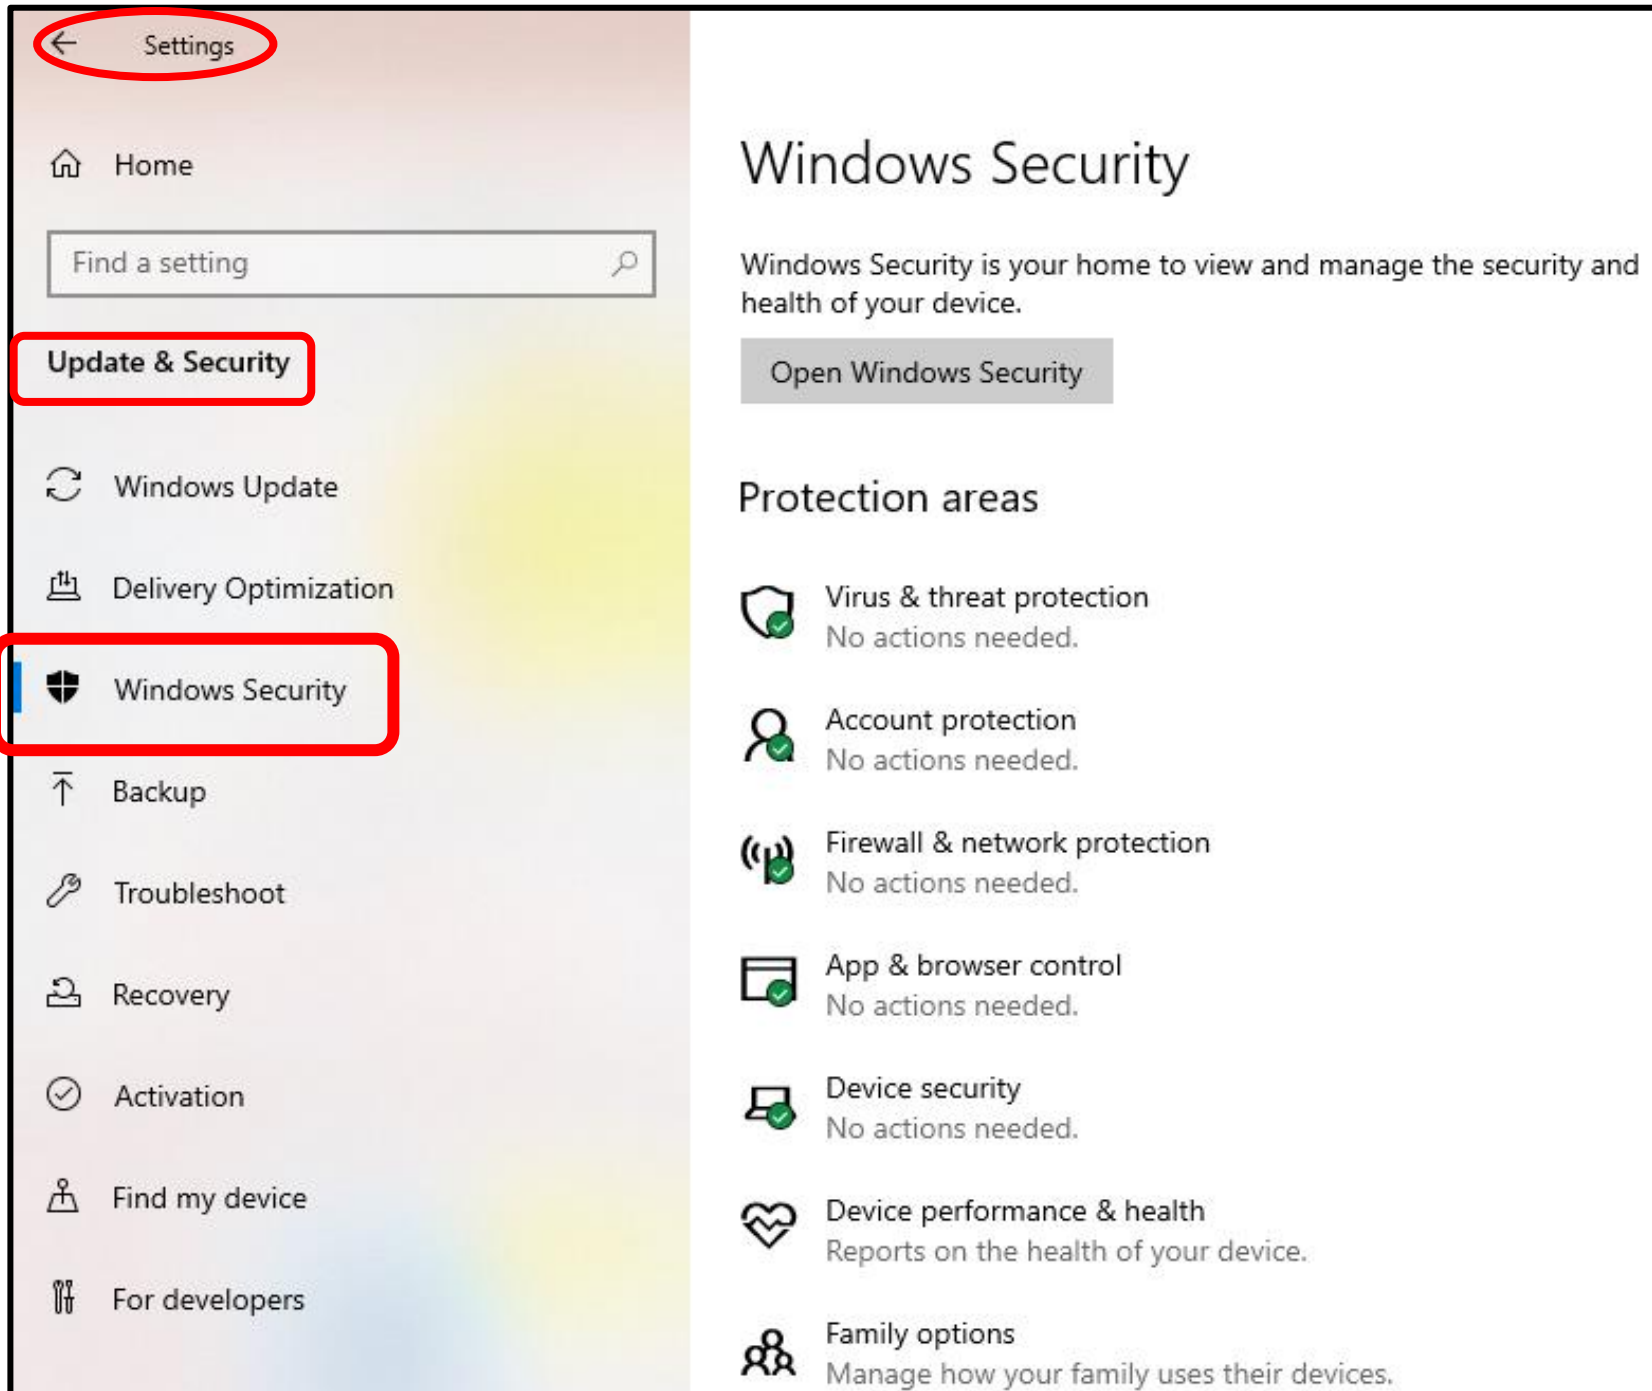 Settings
Home
Find a setting
Update & Security
Windows Update
Delivery Optimization
Windows Security
Backup
Troubleshoot
Recovery
Activation
Find my device
For developers
Windows Security
Windows Security is your home to view and manage the security and
health of your device.
Open Windows Security
Protection areas
Virus & threat protection
No actions needed.
Account protection
No actions needed.
Firewall & network protection
No actions needed.
App & browser control
No actions needed.
Device security
No actions needed.
Device performance & health
Reports on the health of your device.
Family options
Manage how your family uses their devices.